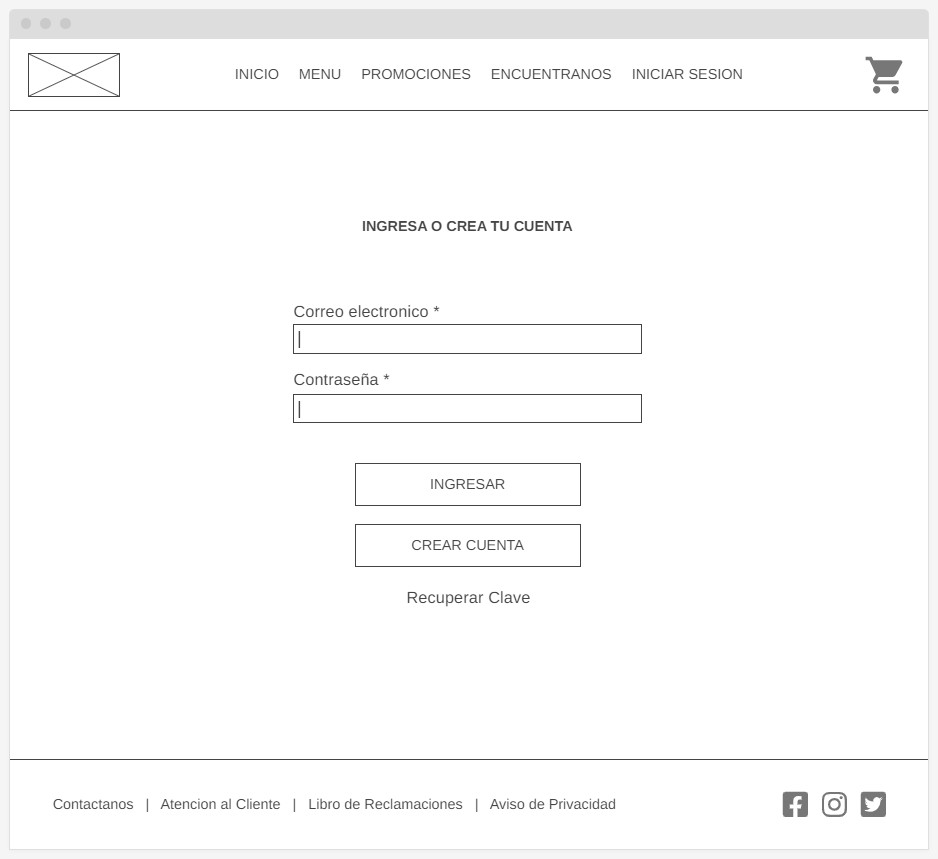 INICIO MENU PROMOCIONES ENCUENTRANOS INICIAR SESION
INGRESA O CREA TU CUENTA
Correo electronico *
Contraseña *
INGRESAR
CREAR CUENTA
Recuperar Clave
Contactanos | Atencion al Cliente | Libro de Reclamaciones | Aviso de Privacidad